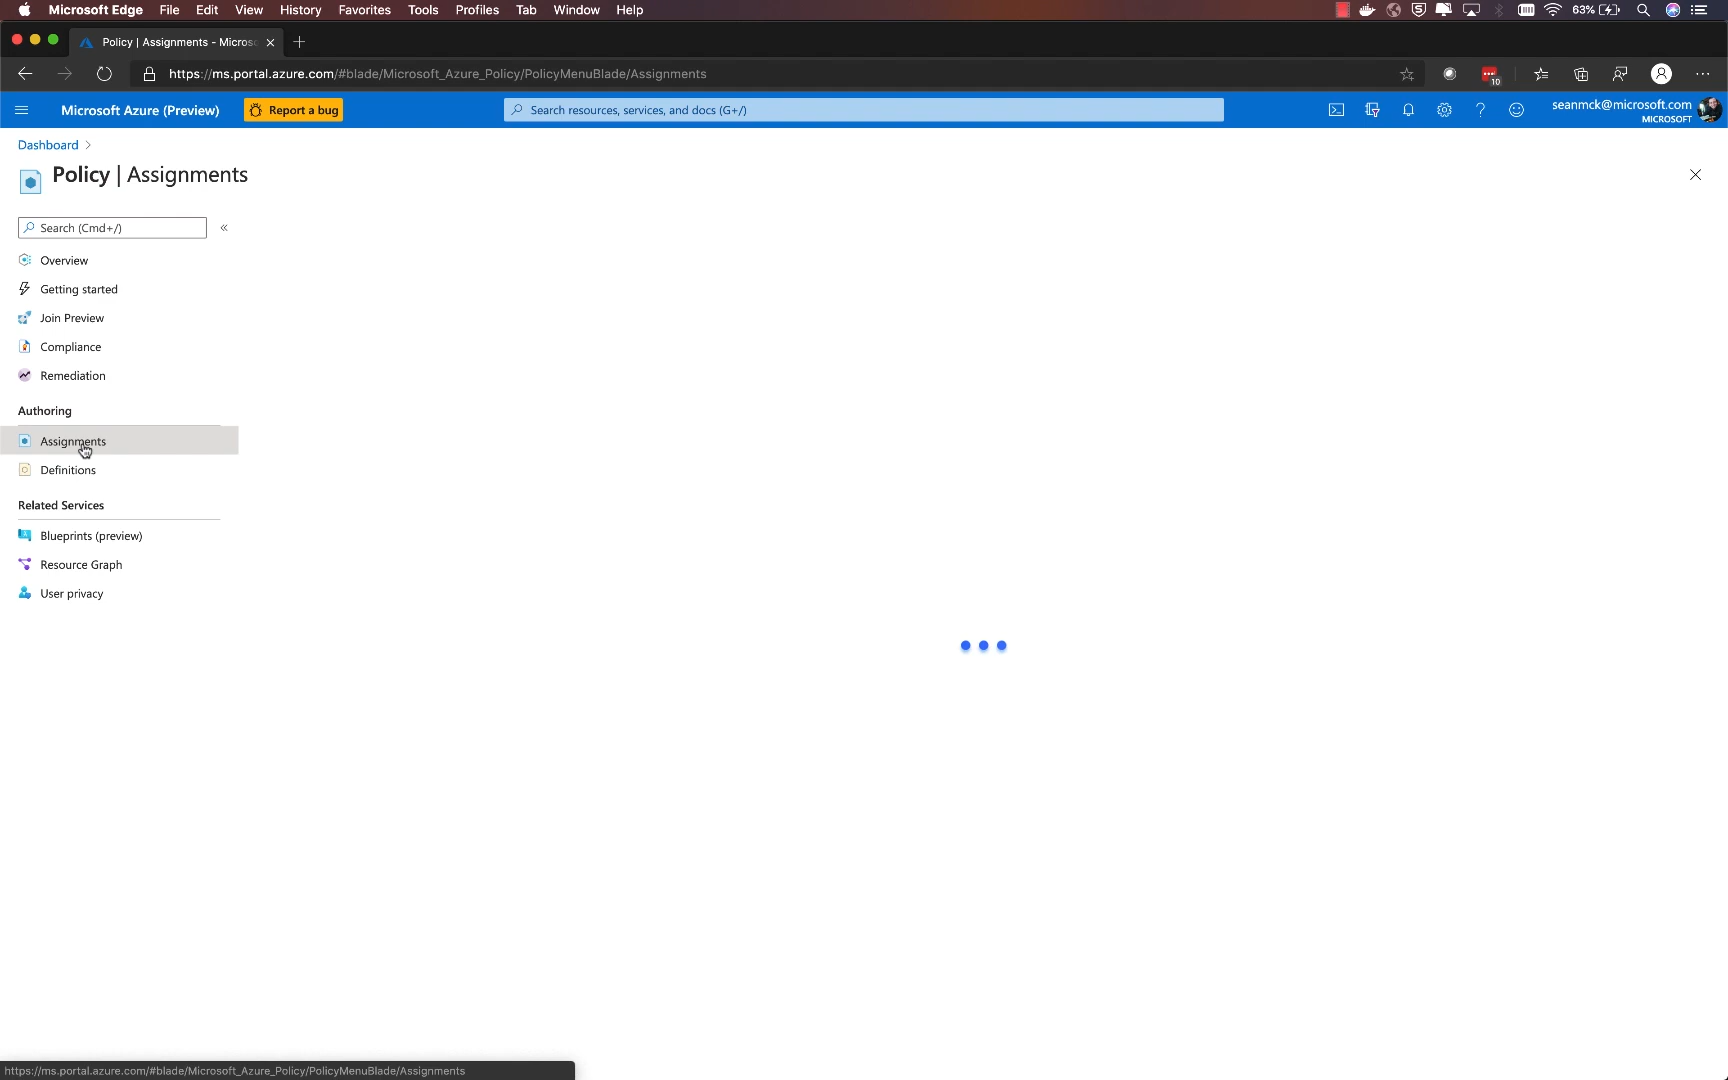 Microsoft Edge File Edit View History Favorites Tools Profiles Tab Window Help 63%
Policy | Assignments - Micros
https://ms.portal.azure.com/#blade/Microsoft_Azure_Policy/PolicyMenuBlade/Assignments
10
Microsoft Azure (Preview) Report a bug Search resources, services, and docs (G+/) seanmck@microsoft.com
MICROSOFT
Dashboard >
Policy | Assignments
Search (Cmd+/) «
Overview
Getting started
Join Preview
Compliance
Remediation
Authoring
Assignments
Definitions
Related Services
Blueprints (preview)
Resource Graph
User privacy
https://ms.portal.azure.com/#blade/Microsoft_Azure_Policy/PolicyMenuBlade/Assignments